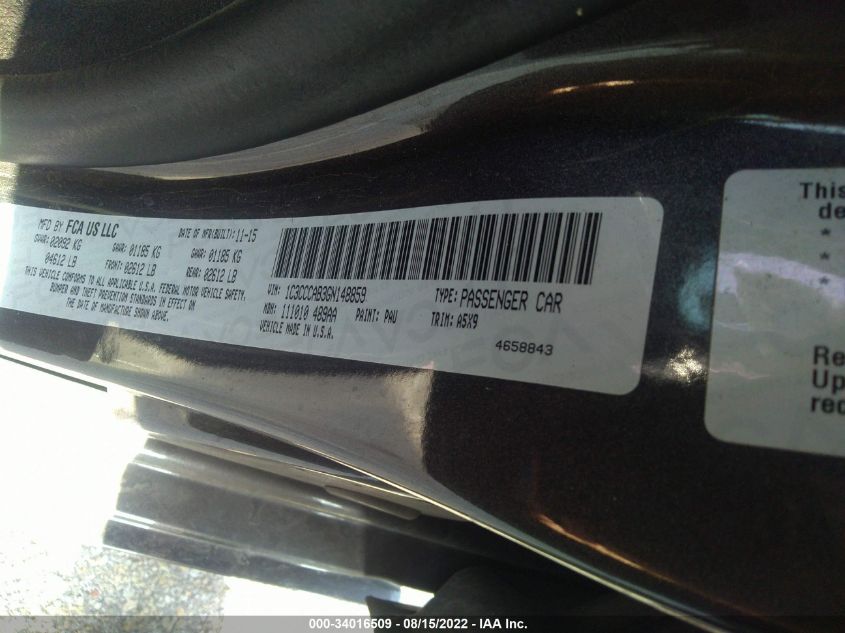 MFD BY FCA US LLC
DATE OF MFR(BUILT): 11-15
GVWR: 02092 KG GAWR: 01185 KG GAWR: 01185 KG
04612 LB FRONT: 02612 LB REAR: 02612 LB
THIS VEHICLE CONFORMS TO ALL APPLICABLE U.S.A. FEDERAL MOTOR VEHICLE SAFETY,
BUMPER AND THEFT PREVENTION STANDARDS IN EFFECT ON
THE DATE OF MANUFACTURE SHOWN ABOVE.
VIN: 1C3CCCAB3GN148859 TYPE: PASSENGER CAR
MDH: 111010 489AA PAINT: PAU TRIM: A5X9
VEHICLE MADE IN U.S.A.
4658843
This
de
*
*
*
Re
Up
rec
000-34016509 - 08/15/2022 - IAA Inc.